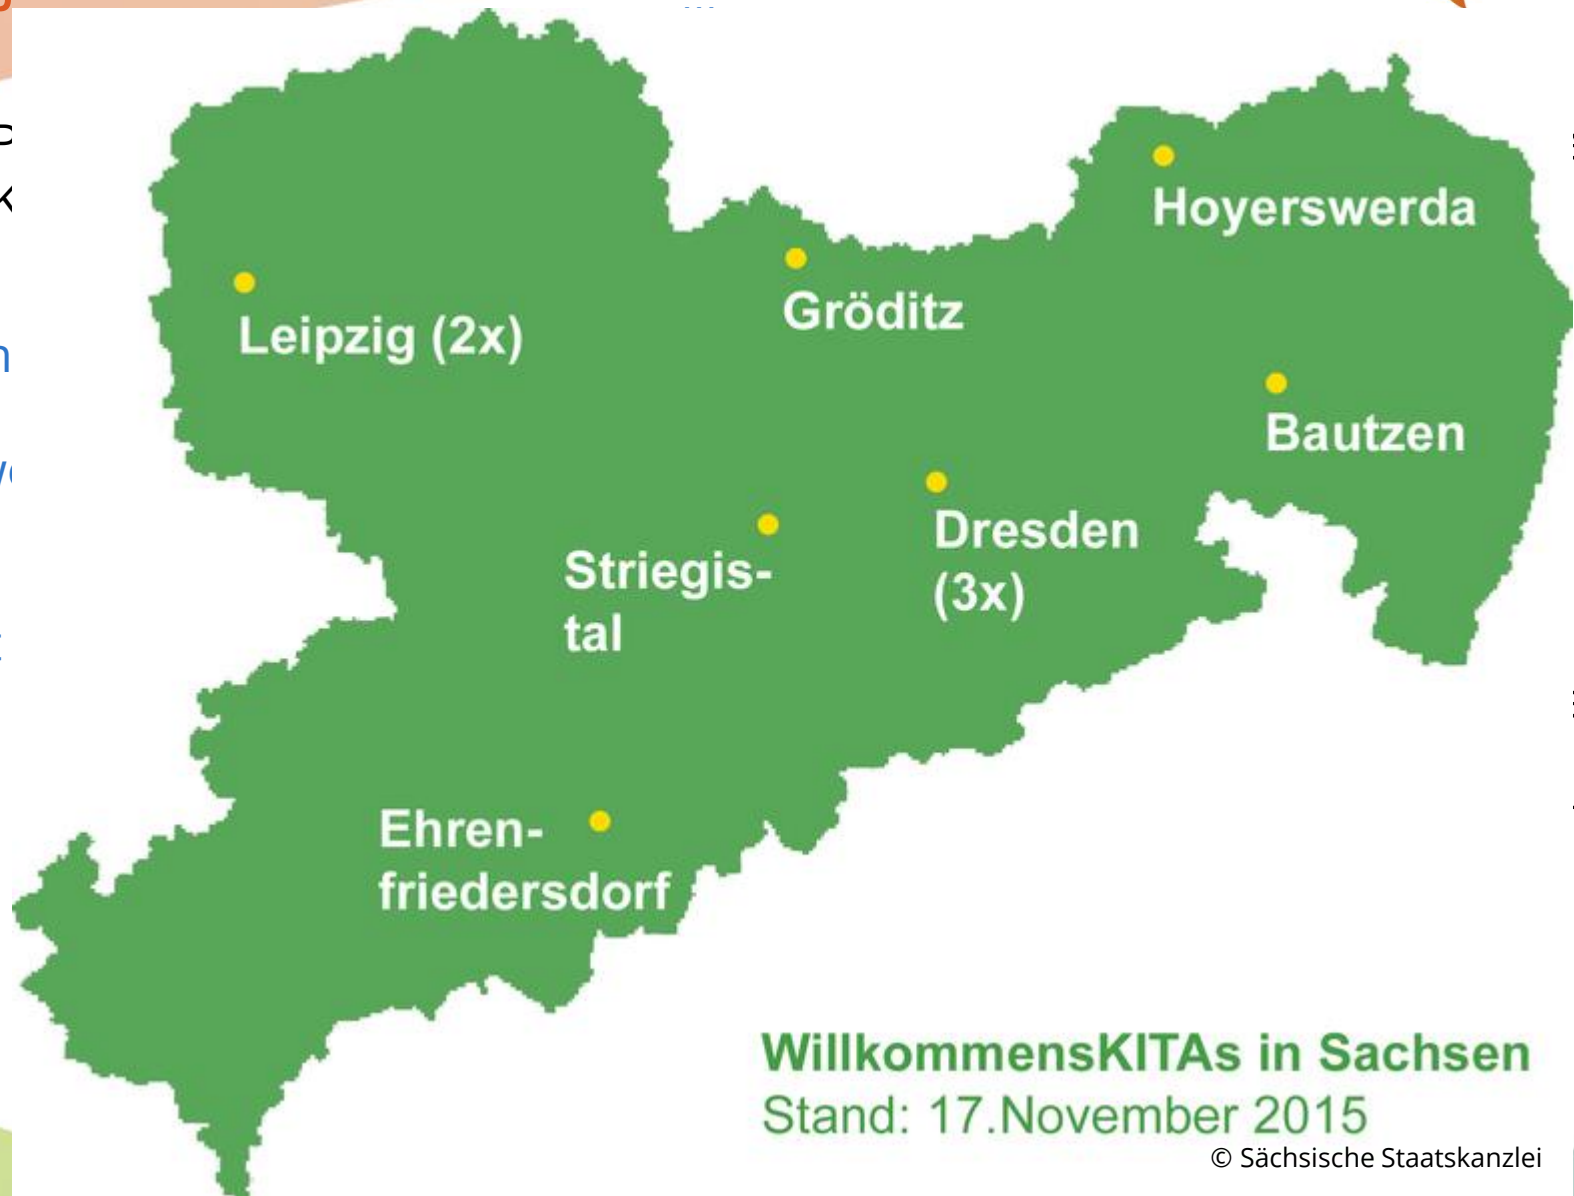 Hoyerswerda
Gröditz
Leipzig (2x)
Bautzen
Dresden
(3x)
Striegis-
tal
Ehren-
friedersdorf
WillkommensKITAs in Sachsen
Stand: 17.November 2015
© Sächsische Staatskanzlei